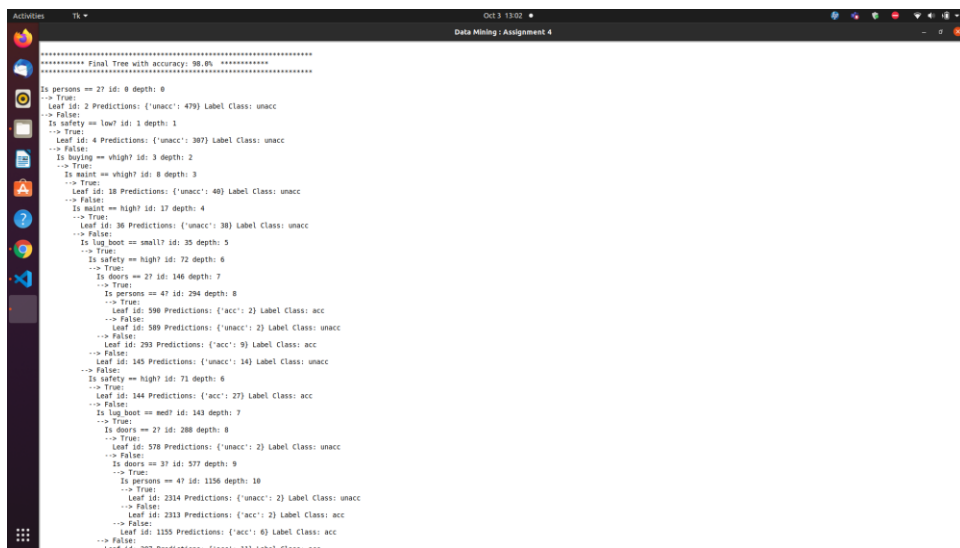 Activities
Tk
Oct 3 13:02
Data Mining : Assignment 4
**********************************************************************
*********** Final Tree with accuracy: 98.0% ************
**********************************************************************
Is persons == 2? id: 0 depth: 0
--> True:
Leaf id: 2 Predictions: {'unacc': 479} Label Class: unacc
--> False:
Is safety == low? id: 1 depth: 1
--> True:
Leaf id: 4 Predictions: {'unacc': 307} Label Class: unacc
--> False:
Is buying == vhigh? id: 3 depth: 2
--> True:
Is maint == vhigh? id: 8 depth: 3
--> True:
Leaf id: 18 Predictions: {'unacc': 40} Label Class: unacc
--> False:
Is maint == high? id: 17 depth: 4
--> True:
Leaf id: 36 Predictions: {'unacc': 38} Label Class: unacc
--> False:
Is lug_boot == small? id: 35 depth: 5
--> True:
Is safety == high? id: 72 depth: 6
--> True:
Is doors == 2? id: 146 depth: 7
--> True:
Is persons == 4? id: 294 depth: 8
--> True:
Leaf id: 590 Predictions: {'acc': 2} Label Class: acc
--> False:
Leaf id: 589 Predictions: {'unacc': 2} Label Class: unacc
--> False:
Leaf id: 293 Predictions: {'acc': 9} Label Class: acc
--> False:
Leaf id: 145 Predictions: {'unacc': 14} Label Class: unacc
--> False:
Is safety == high? id: 71 depth: 6
--> True:
Leaf id: 144 Predictions: {'acc': 27} Label Class: acc
--> False:
Is lug_boot == med? id: 143 depth: 7
--> True:
Is doors == 2? id: 288 depth: 8
--> True:
Leaf id: 578 Predictions: {'unacc': 2} Label Class: unacc
--> False:
Is doors == 3? id: 577 depth: 9
--> True:
Is persons == 4? id: 1156 depth: 10
--> True:
Leaf id: 2314 Predictions: {'unacc': 2} Label Class: unacc
--> False:
Leaf id: 2313 Predictions: {'acc': 2} Label Class: acc
--> False:
Leaf id: 1155 Predictions: {'acc': 6} Label Class: acc
--> False: